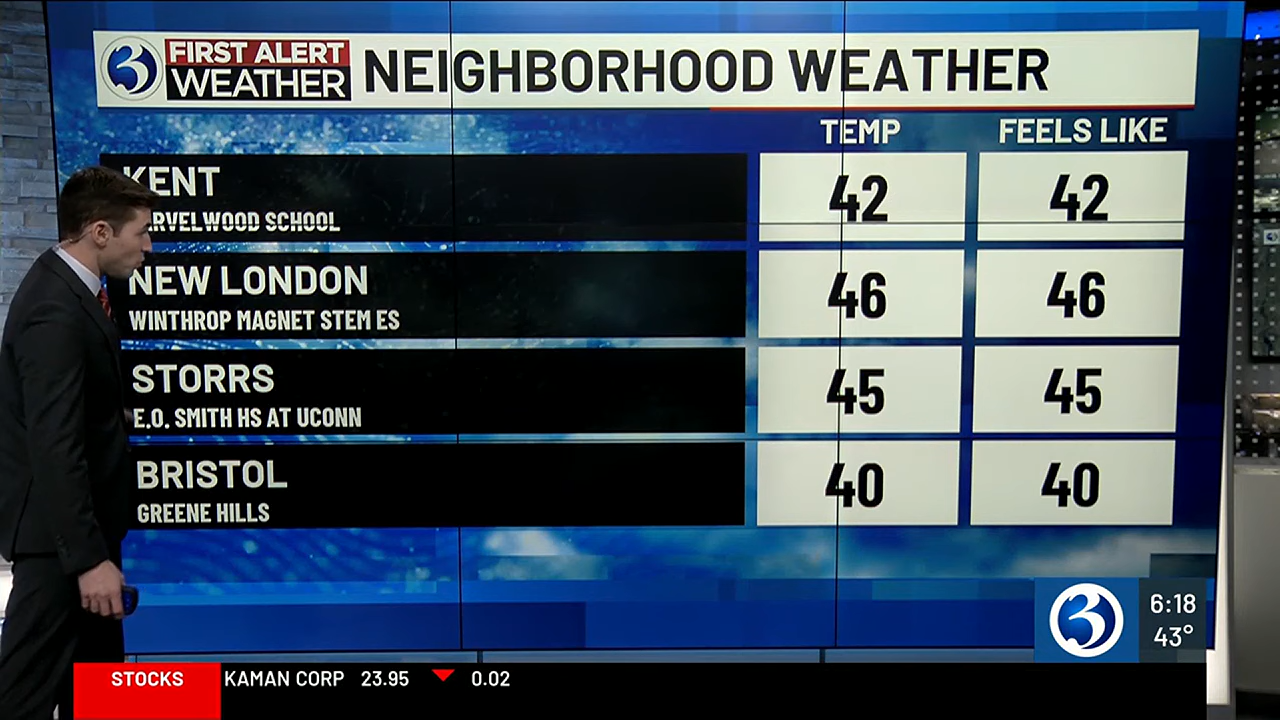 3 FIRST ALERT WEATHER NEIGHBORHOOD WEATHER
TEMP FEELS LIKE
KENT 42 42
SCHOOL
NEW LONDON 46 46
WINTHROP MAGNET STEM ES
STORRS 45 45
E.O. SMITH HS AT UCONN
BRISTOL 40 40
GREENE HILLS
3 6:18
43°
STOCKS KAMAN CORP 23.95 0.02